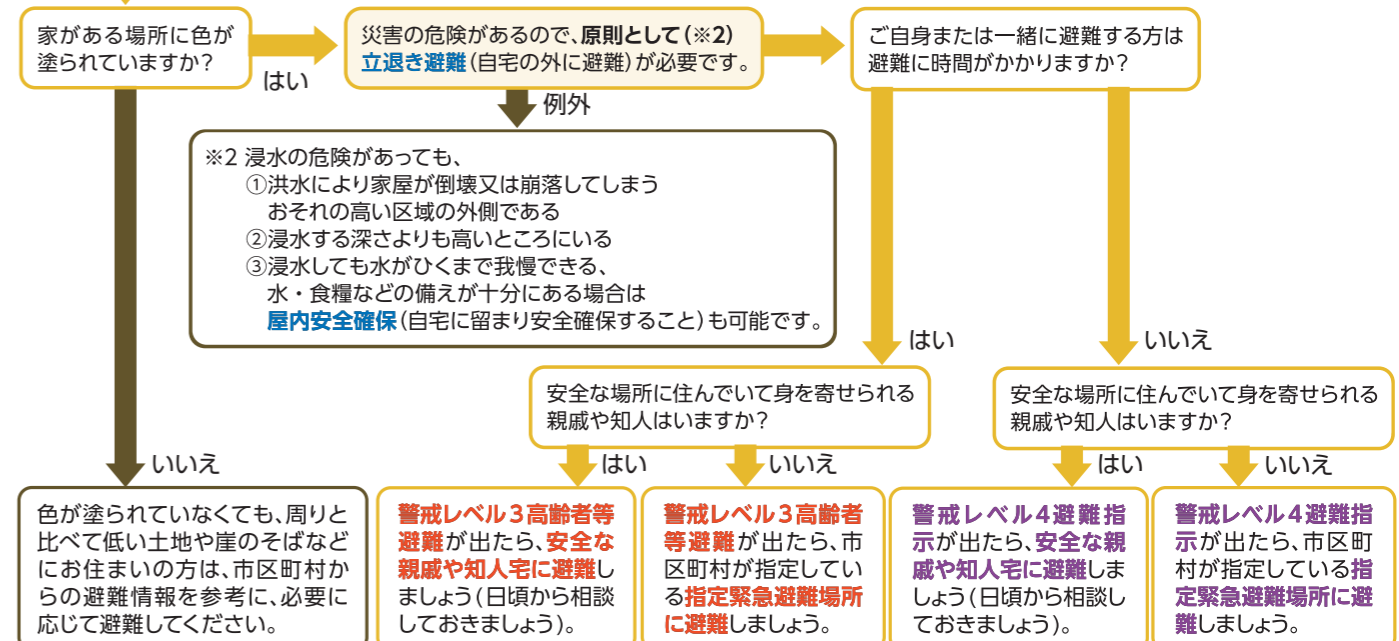 家がある場所に色が
塗られていますか?
はい
災害の危険があるので、原則として(※2)
立退き避難(自宅の外に避難)が必要です。
ご自身または一緒に避難する方は
避難に時間がかかりますか?
例外
※2 浸水の危険があっても、
①洪水により家屋が倒壊又は崩落してしまう
おそれの高い区域の外側である
②浸水する深さよりも高いところにいる
③浸水しても水がひくまで我慢できる、
水・食糧などの備えが十分にある場合は
屋内安全確保(自宅に留まり安全確保すること)も可能です。
はい
いいえ
安全な場所に住んでいて身を寄せられる
親戚や知人はいますか?
安全な場所に住んでいて身を寄せられる
親戚や知人はいますか?
いいえ
はい
いいえ
はい
いいえ
色が塗られていなくても、周りと
比べて低い土地や崖のそばなど
にお住まいの方は、市区町村か
らの避難情報を参考に、必要に
応じて避難してください。
警戒レベル3高齢者等
避難が出たら、安全な
親戚や知人宅に避難し
ましょう(日頃から相談
しておきましょう)。
警戒レベル3高齢者
等避難が出たら、市
区町村が指定してい
る指定緊急避難場所
に避難しましょう。
警戒レベル4避難指
示が出たら、安全な親
戚や知人宅に避難しま
しょう(日頃から相談し
ておきましょう)。
警戒レベル4避難指
示が出たら、市区町
村が指定している指
定緊急避難場所に避
難しましょう。